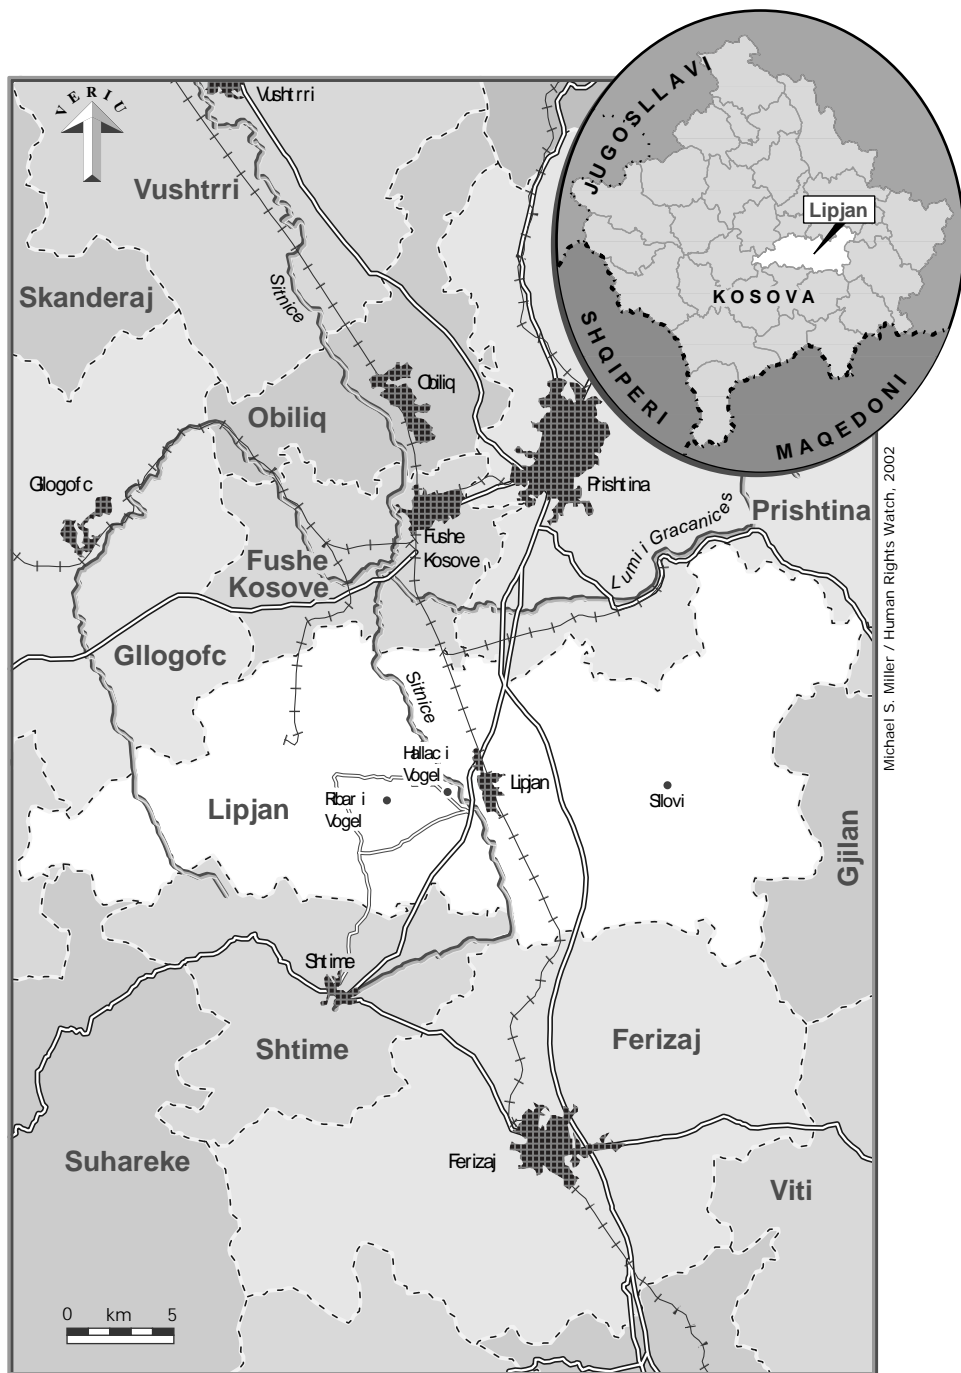 VERIU
Vushtrri
Vushtrri
Skanderaj
Sitnice
Obiliq
Obiliq
Gllogofc
Prishtina
Fushe
Kosove
Fushe
Kosove
Lumi i Gracanices
Prishtina
Gllogofc
Sitnice
Hallac i
Vogel
Lipjan
Ribar i
Vogel
Lipjan
Sllovi
Gjilan
Shtime
Shtime
Ferizaj
Suhareke
Ferizaj
Viti
0 km 5
JUGOSLLAVI
Lipjan
KOSOVA
SHQIPERI
MAQEDONI
Michael S. Miller / Human Rights Watch, 2002